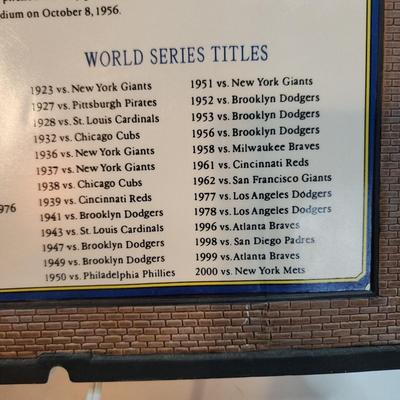 dium on October 8, 1956.
WORLD SERIES TITLES
1923 vs. New York Giants
1927 vs. Pittsburgh Pirates
1928 vs. St. Louis Cardinals
1932 vs. Chicago Cubs
1936 vs. New York Giants
1937 vs. New York Giants
1938 vs. Chicago Cubs
1939 vs. Cincinnati Reds
1941 vs. Brooklyn Dodgers
1943 vs. St. Louis Cardinals
1947 vs. Brooklyn Dodgers
1949 vs. Brooklyn Dodgers
1950 vs. Philadelphia Phillies
1951 vs. New York Giants
1952 vs. Brooklyn Dodgers
1953 vs. Brooklyn Dodgers
1956 vs. Brooklyn Dodgers
1958 vs. Milwaukee Braves
1961 vs. Cincinnati Reds
1962 vs. San Francisco Giants
1977 vs. Los Angeles Dodgers
1978 vs. Los Angeles Dodgers
1996 vs. Atlanta Braves
1998 vs. San Diego Padres
1999 vs. Atlanta Braves
2000 vs. New York Mets
976